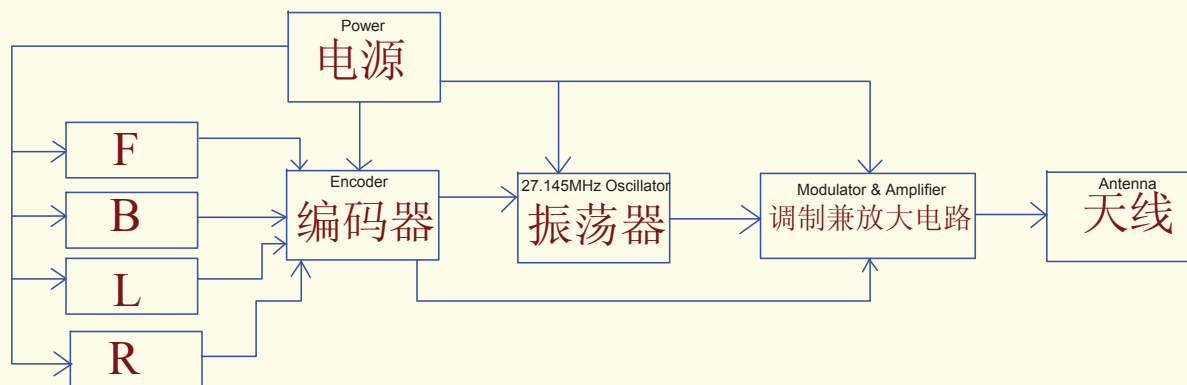 Power
电源
F
B
L
R
Encoder
编码器
27.145MHz Oscillator
振荡器
Modulator & Amplifier
调制兼放大电路
Antenna
天线